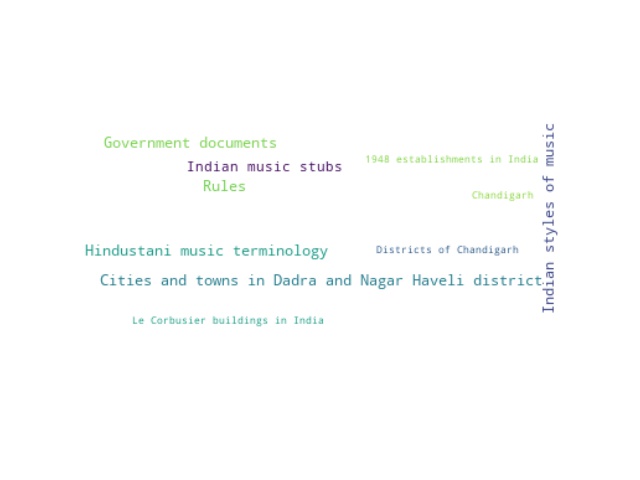 Government documents
1948 establishments in India
Indian music stubs
Rules
Chandigarh
Indian styles of music
Hindustani music terminology
Districts of Chandigarh
Cities and towns in Dadra and Nagar Haveli district
Le Corbusier buildings in India